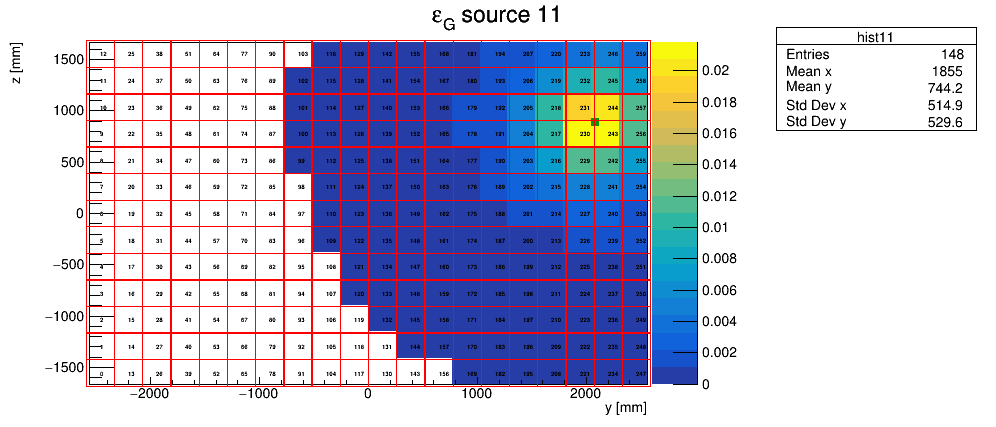 ε_G source 11
z [mm]
1500
1000
500
0
−500
−1000
−1500
12 25 38 51 64 77 90 103 116 129 142 155 168 181 194 207 220 233 246 259
11 24 37 50 63 76 89 102 115 128 141 154 167 180 193 206 219 232 245 258
10 23 36 49 62 75 88 101 114 127 140 153 166 179 192 205 218 231 244 257
9 22 35 48 61 74 87 100 113 126 139 152 165 178 191 204 217 230 243 256
8 21 34 47 60 73 86 99 112 125 138 151 164 177 190 203 216 229 242 255
7 20 33 46 59 72 85 98 111 124 137 150 163 176 189 202 215 228 241 254
6 19 32 45 58 71 84 97 110 123 136 149 162 175 188 201 214 227 240 253
5 18 31 44 57 70 83 96 109 122 135 148 161 174 187 200 213 226 239 252
4 17 30 43 56 69 82 95 108 121 134 147 160 173 186 199 212 225 238 251
3 16 29 42 55 68 81 94 107 120 133 146 159 172 185 198 211 224 237 250
2 15 28 41 54 67 80 93 106 119 132 145 158 171 184 197 210 223 236 249
1 14 27 40 53 66 79 92 105 118 131 144 157 170 183 196 209 222 235 248
0 13 26 39 52 65 78 91 104 117 130 143 156 169 182 195 208 221 234 247
−2000 −1000 0 1000 2000
y [mm]
0.02
0.018
0.016
0.014
0.012
0.01
0.008
0.006
0.004
0.002
0
hist11
Entries 148
Mean x 1855
Mean y 744.2
Std Dev x 514.9
Std Dev y 529.6